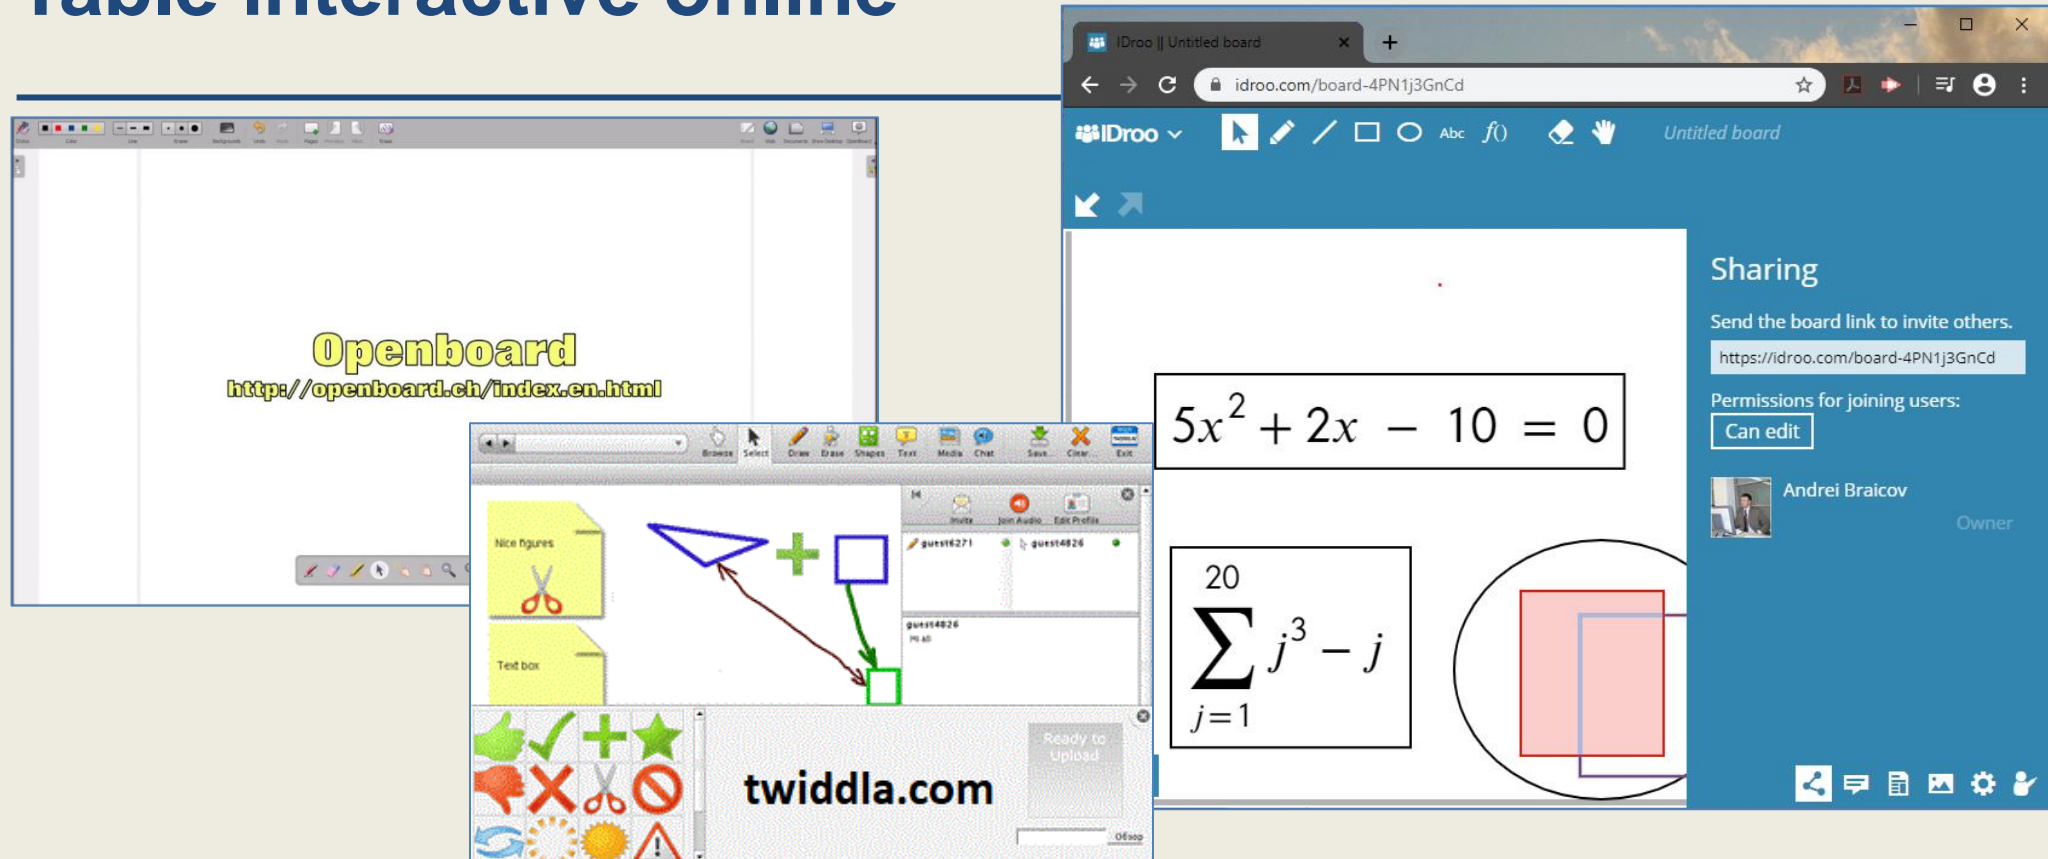 Table interactive online
Openboard
http://openboard.ch/index.en.html
IDroo || Untitled board
idroo.com/board-4PN1j3GnCd
IDroo
Abc
f()
Untitled board
Sharing
Send the board link to invite others.
https://idroo.com/board-4PN1j3GnCd
Permissions for joining users:
Can edit
Andrei Braicov
Owner
5x² + 2x − 10 = 0
20
∑ j³ − j
j=1
Browse Select Draw Erase Shapes Text Media Chat Save... Clear... Exit
Invite Join Audio Edit Profile
guest6271 guest4826
guest4826
Hi all
Nice figures
Text box
Ready to
Upload
twiddla.com
Обзор